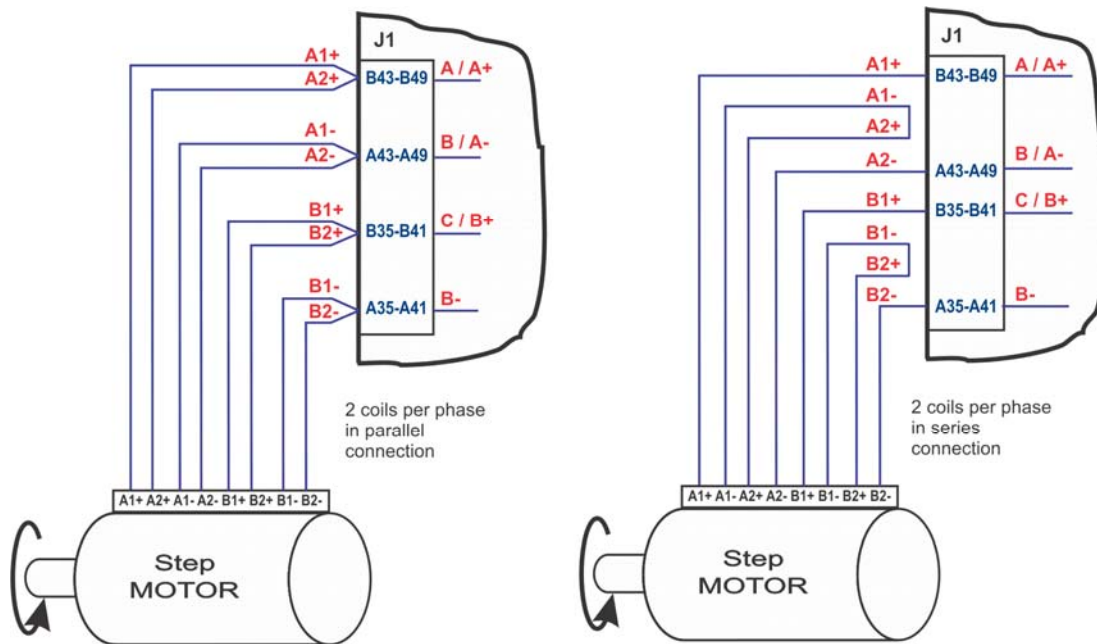 J1
A1+
A2+
B43-B49
A / A+
A1-
A2-
A43-A49
B / A-
B1+
B2+
B35-B41
C / B+
B1-
B2-
A35-A41
B-
2 coils per phase
in parallel
connection
A1+ A2+ A1- A2- B1+ B2+ B1- B2-
Step
MOTOR
J1
A1+
B43-B49
A / A+
A1-
A2+
A2-
A43-A49
B / A-
B1+
B35-B41
C / B+
B1-
B2+
B2-
A35-A41
B-
2 coils per phase
in series
connection
A1+ A1- A2+ A2- B1+ B1- B2+ B2-
Step
MOTOR